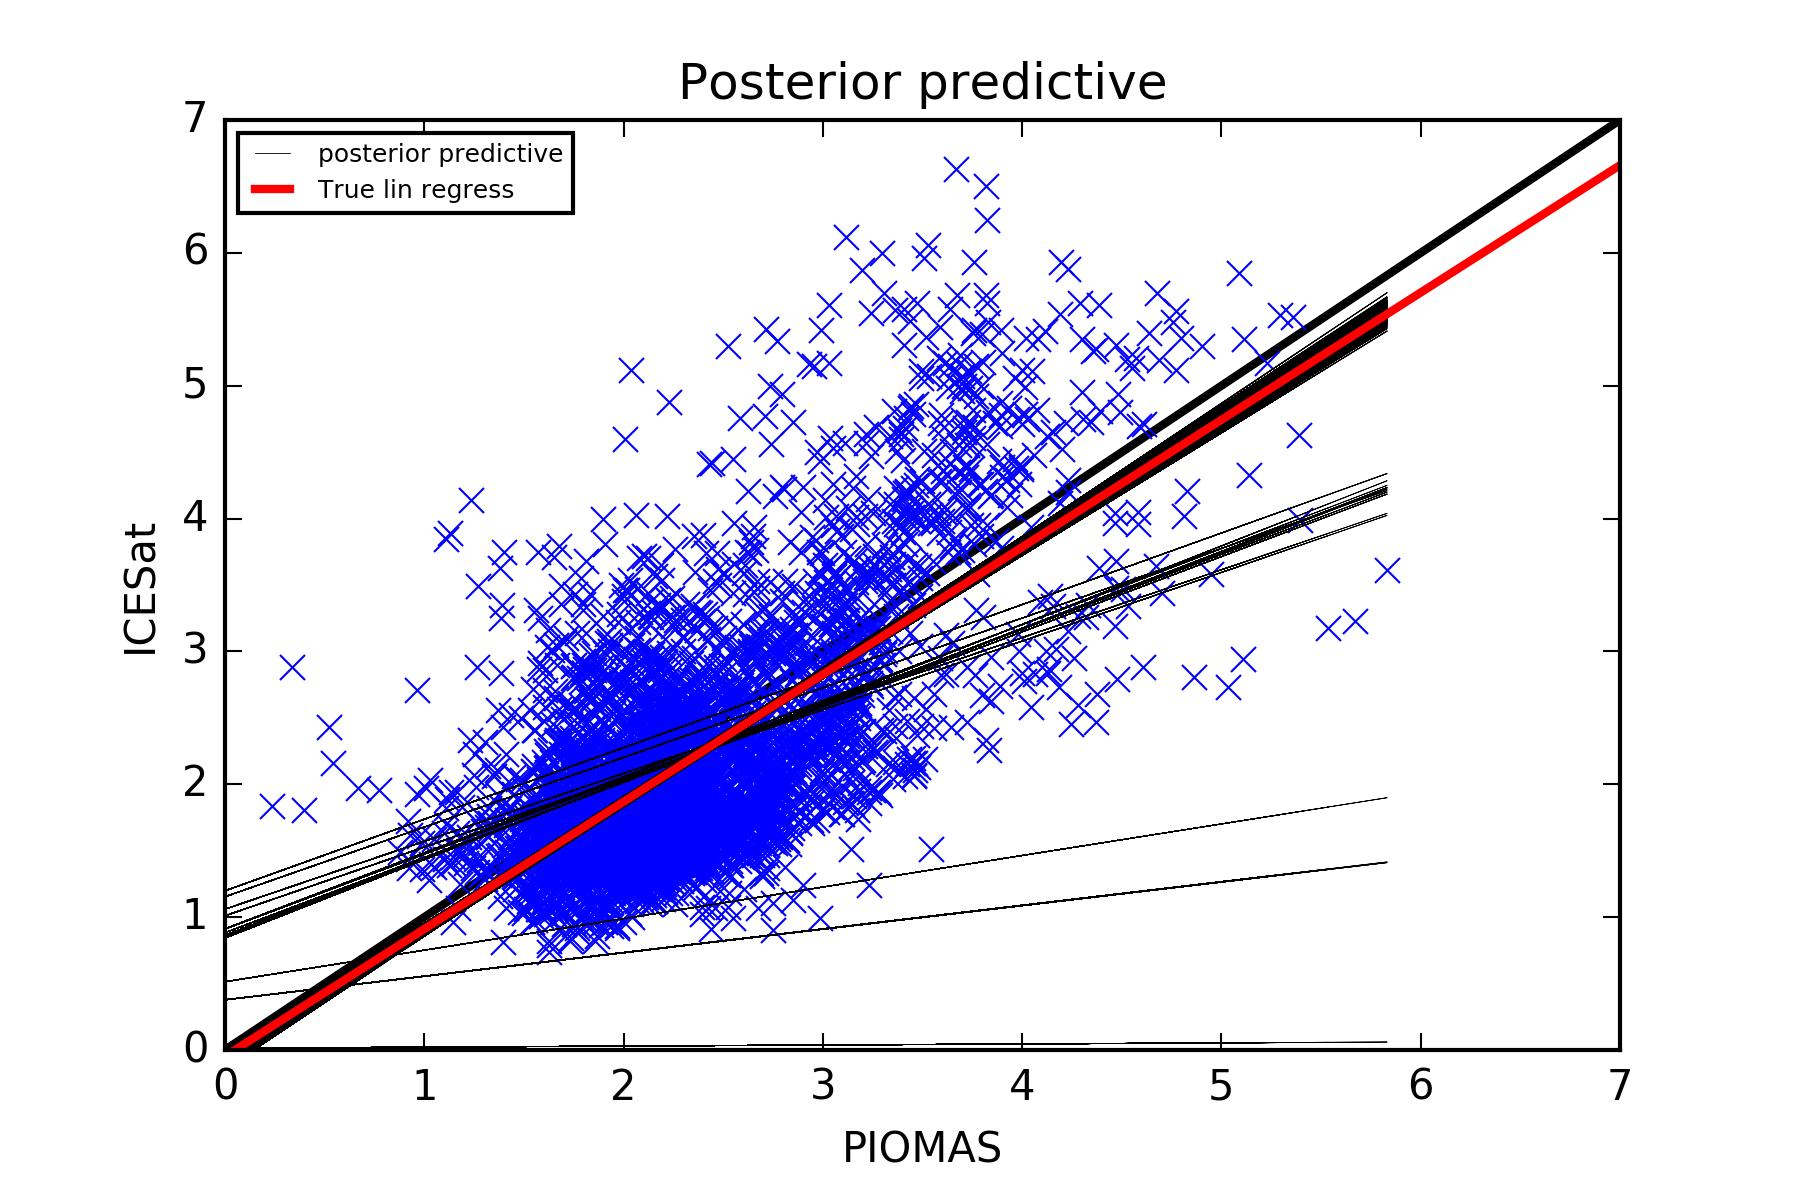 Posterior predictive
posterior predictive
True lin regress
7
6
5
4
3
2
1
0
ICESat
0 1 2 3 4 5 6 7
PIOMAS